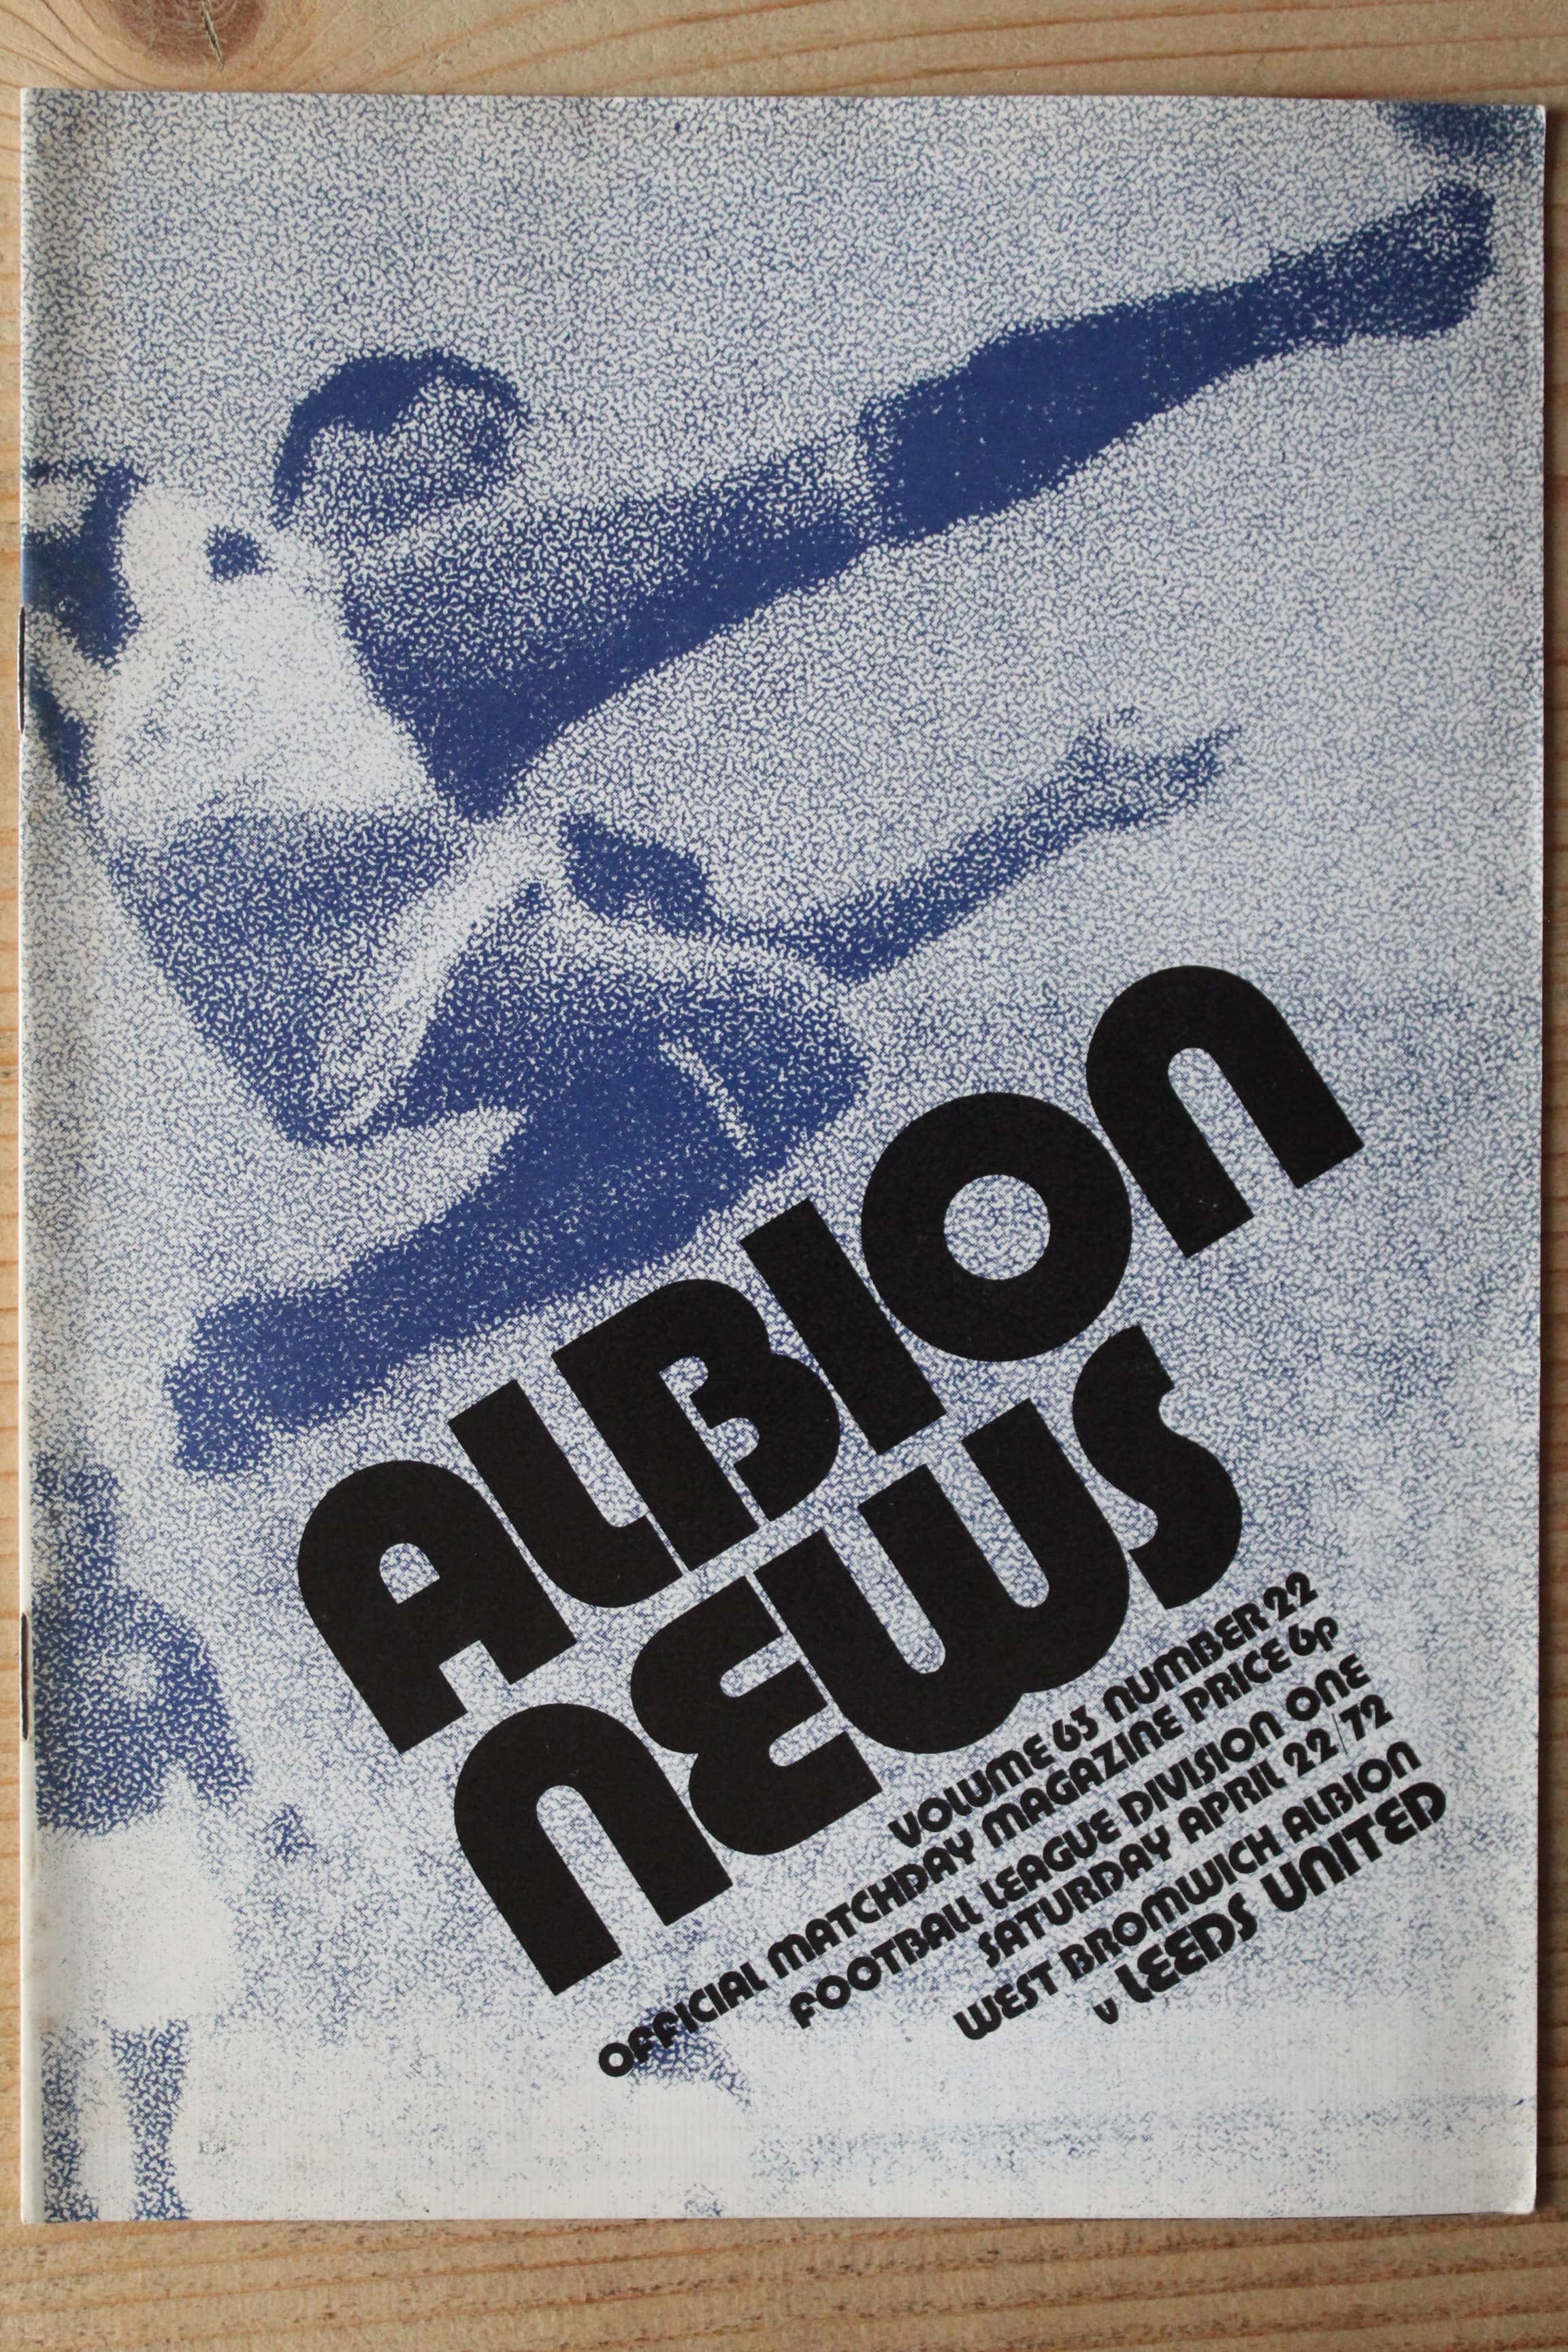 ALBION
NEWS
VOLUME 63 NUMBER 22
OFFICIAL MATCHDAY MAGAZINE PRICE 6p
FOOTBALL LEAGUE DIVISION ONE
SATURDAY APRIL 22/72
WEST BROMWICH ALBION
v LEEDS UNITED